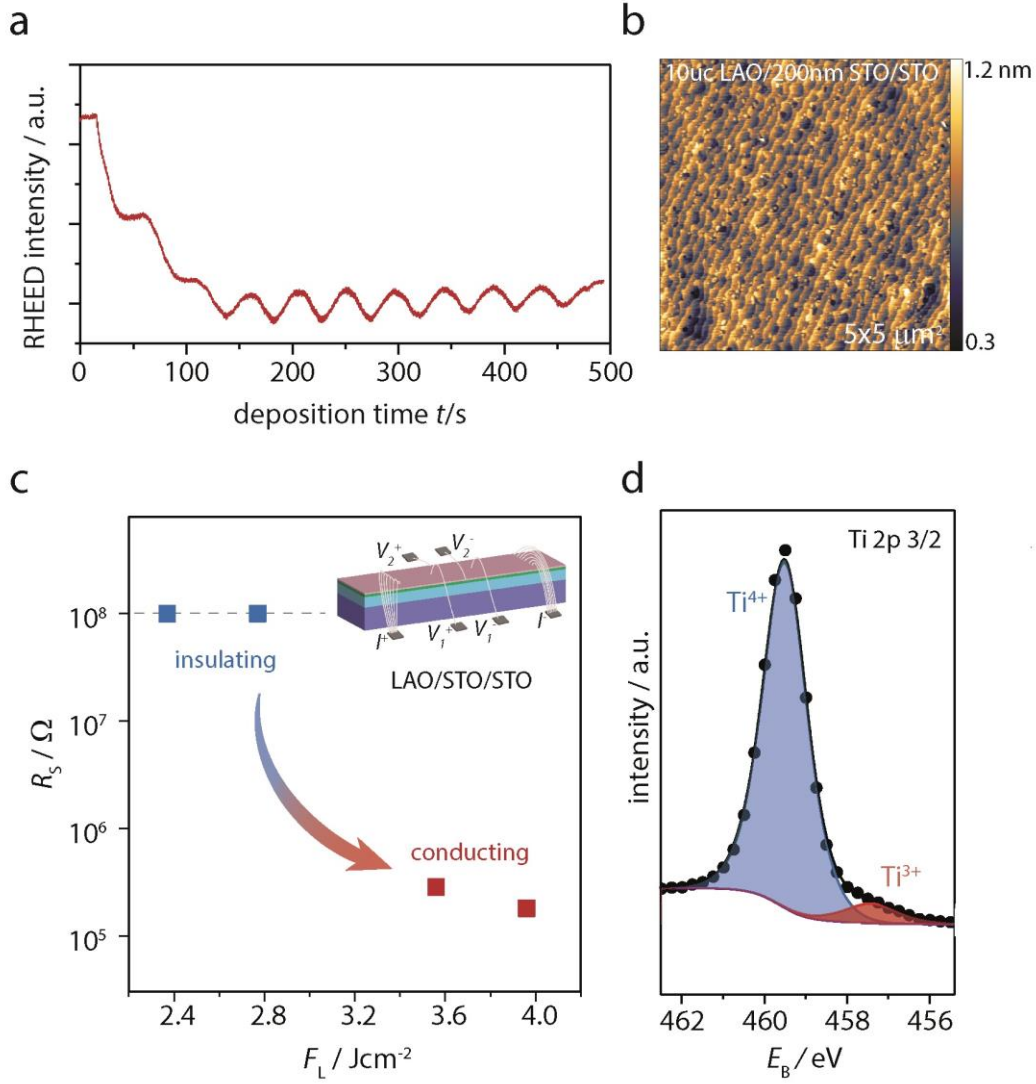 a
RHEED intensity / a.u.
0
100
200
300
400
500
deposition time t/s
b
10uc LAO/200nm STO/STO
5x5 μm²
1.2 nm
0.3
c
R_S / Ω
10⁸
10⁷
10⁶
10⁵
insulating
conducting
V₂⁺
V₂⁻
I⁺
V₁⁺
V₁⁻
I⁻
LAO/STO/STO
2.4
2.8
3.2
3.6
4.0
F_L / Jcm⁻²
d
Ti 2p 3/2
Ti⁴⁺
Ti³⁺
intensity / a.u.
462
460
458
456
E_B / eV